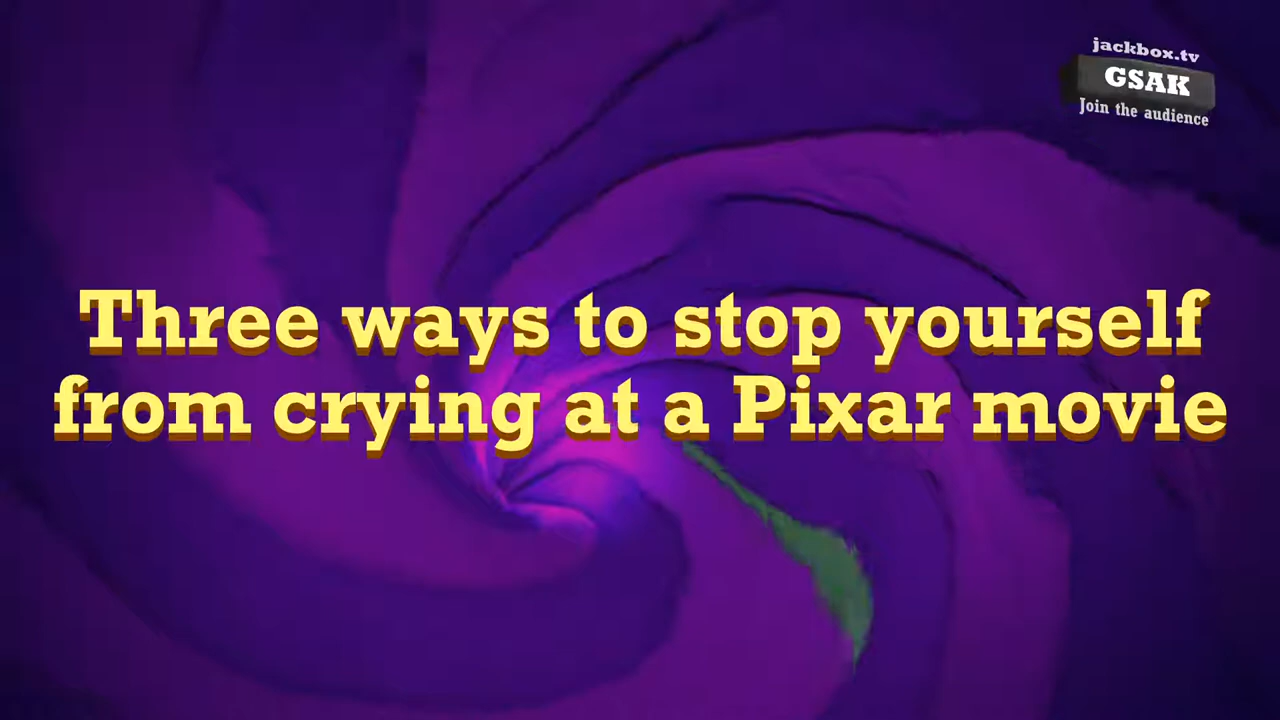 jackbox.tv
GSAK
Join the audience
Three ways to stop yourself
from crying at a Pixar movie